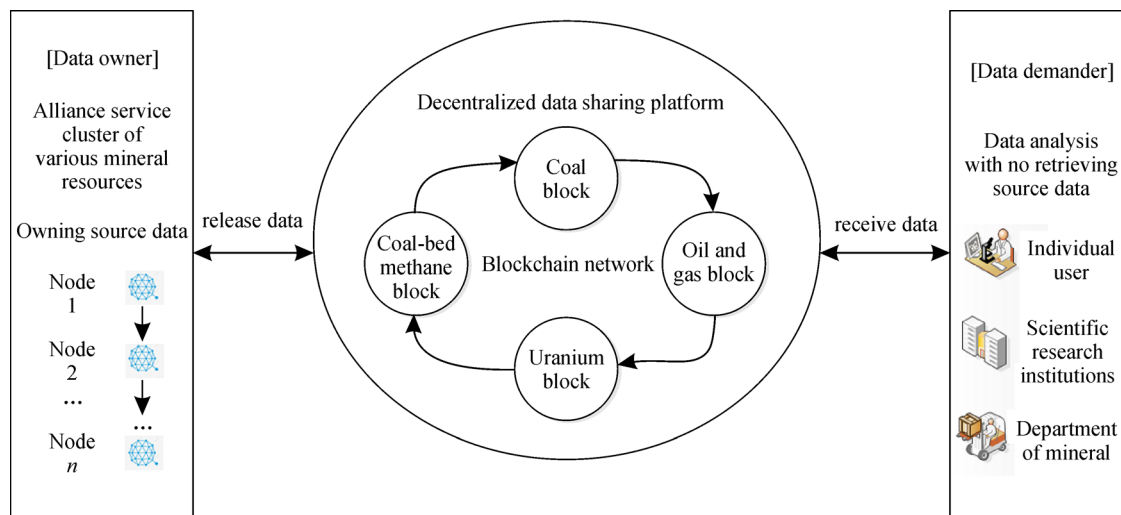 [Data owner]
Alliance service
cluster of
various mineral
resources
Owning source data
Node
1
Node
2
...
...
Node
n
release data
Decentralized data sharing platform
Coal
block
Coal-bed
methane
block
Blockchain network
Oil and
gas block
Uranium
block
receive data
[Data demander]
Data analysis
with no retrieving
source data
Individual
user
Scientific
research
institutions
Department
of mineral